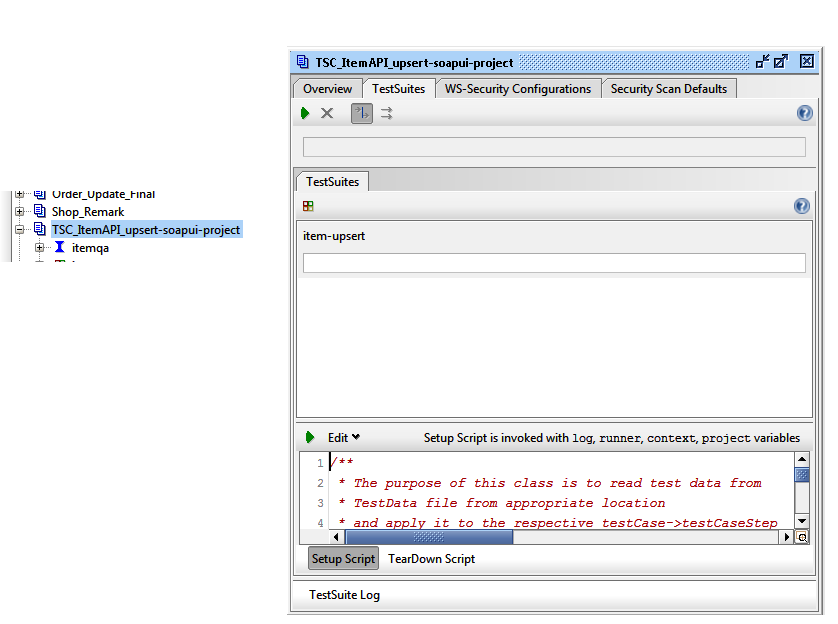 Order_Update_Final
Shop_Remark
TSC_ItemAPI_upsert-soapui-project
itemqa
TSC_ItemAPI_upsert-soapui-project
Overview TestSuites WS-Security Configurations Security Scan Defaults
TestSuites
item-upsert
Edit Setup Script is invoked with log, runner, context, project variables
1 /**
2 * The purpose of this class is to read test data from
3 * TestData file from appropriate location
4 * and apply it to the respective testCase->testCaseStep
Setup Script TearDown Script
TestSuite Log